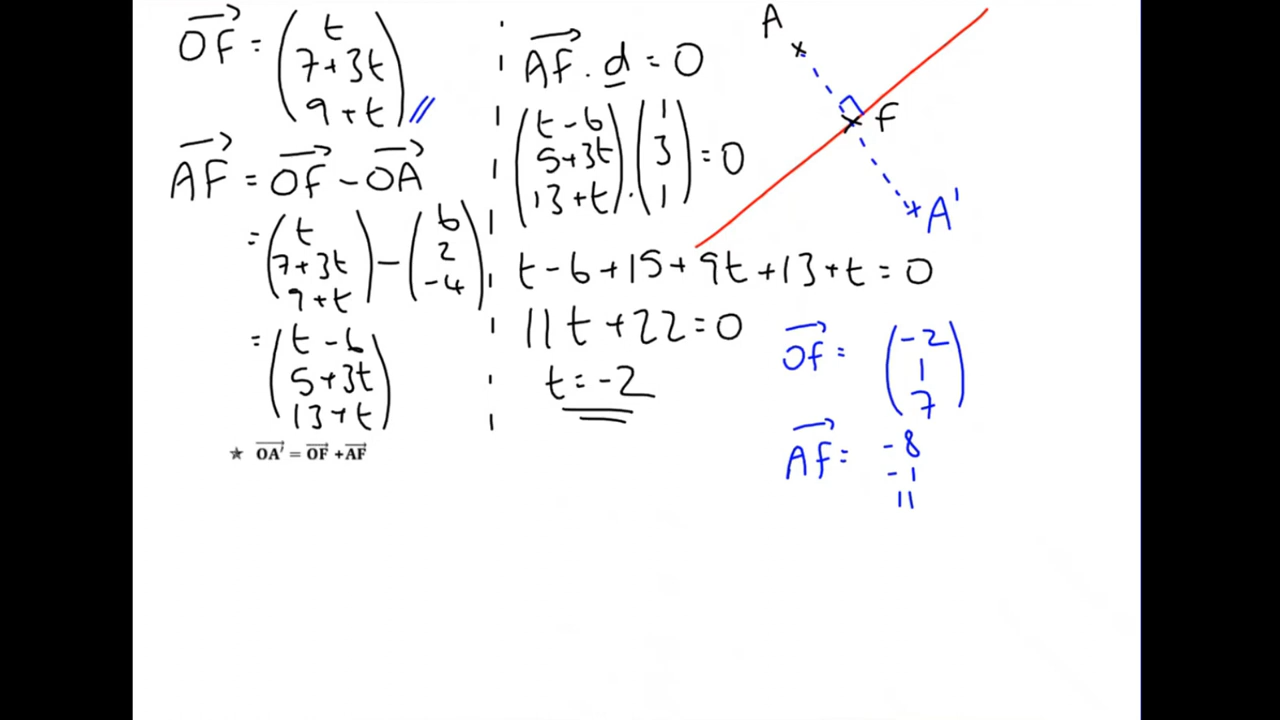 OF = ( t
7+3t
9+t )
AF = OF - OA
= ( t
7+3t
9+t ) - ( 6
2
-4 )
= ( t-6
5+3t
13+t )
★ OA' = OF +AF
AF . d = 0
( t-6
5+3t
13+t ) . ( 1
3
1 ) = 0
t-6+15+9t+13+t=0
11t+22=0
t=-2
A
F
A'
OF = ( -2
1
7 )
AF = -8
-1
11